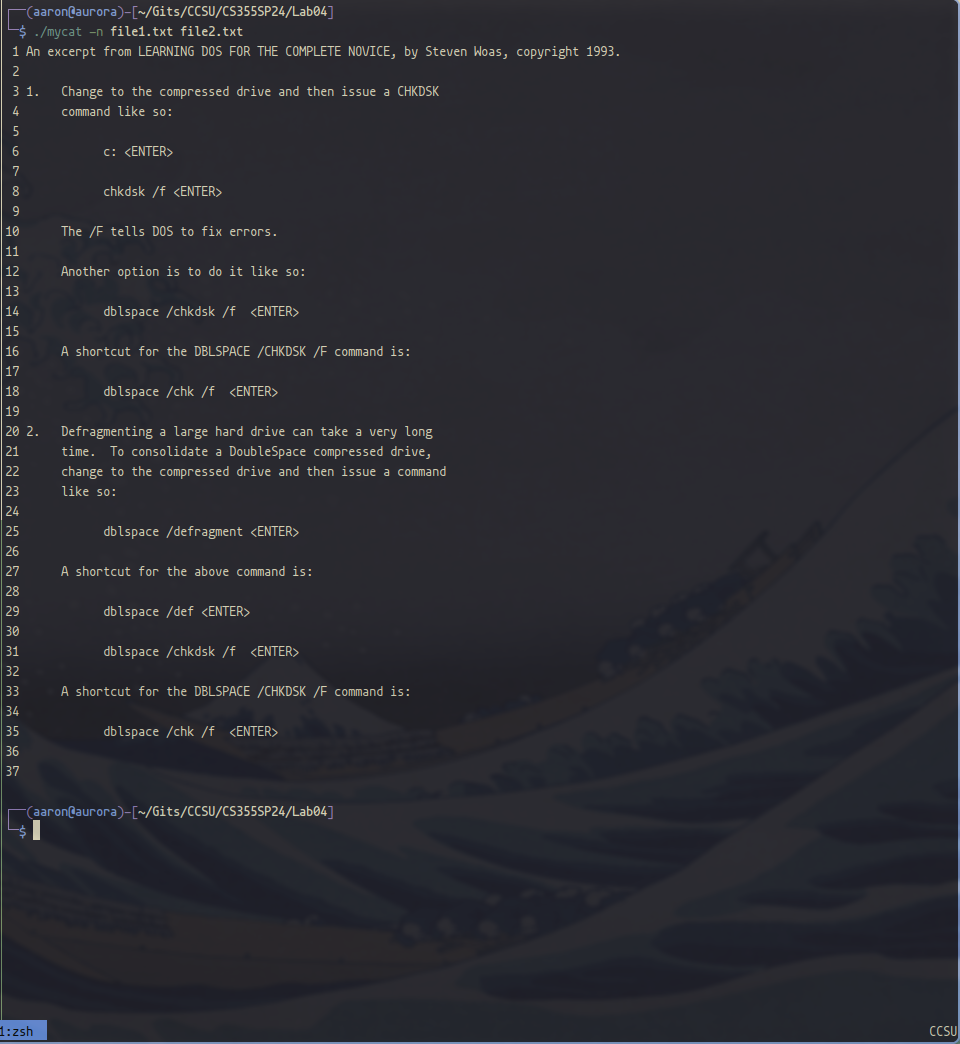 ┌──(aaron@aurora)-[~/Gits/CCSU/CS355SP24/Lab04]
└─$ ./mycat -n file1.txt file2.txt
 1 An excerpt from LEARNING DOS FOR THE COMPLETE NOVICE, by Steven Woas, copyright 1993.
 2
 3 1.   Change to the compressed drive and then issue a CHKDSK
 4      command like so:
 5
 6            c: <ENTER>
 7
 8            chkdsk /f <ENTER>
 9
10      The /F tells DOS to fix errors.
11
12      Another option is to do it like so:
13
14            dblspace /chkdsk /f  <ENTER>
15
16      A shortcut for the DBLSPACE /CHKDSK /F command is:
17
18            dblspace /chk /f  <ENTER>
19
20 2.   Defragmenting a large hard drive can take a very long
21      time.  To consolidate a DoubleSpace compressed drive,
22      change to the compressed drive and then issue a command
23      like so:
24
25            dblspace /defragment <ENTER>
26
27      A shortcut for the above command is:
28
29            dblspace /def <ENTER>
30
31            dblspace /chkdsk /f  <ENTER>
32
33      A shortcut for the DBLSPACE /CHKDSK /F command is:
34
35            dblspace /chk /f  <ENTER>
36
37
┌──(aaron@aurora)-[~/Gits/CCSU/CS355SP24/Lab04]
└─$
1:zsh CCSU